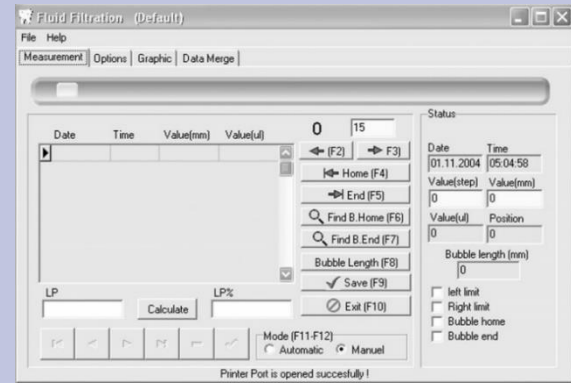 Fluid Filtration (Default)
File Help
Measurement Options Graphic Data Merge
Date Time Value(mm) Value(ul)
0 15
(F2) F3)
Home (F4)
End (F5)
Find B.Home (F6)
Find B.End (F7)
Bubble Length (F8)
Save (F9)
Exit (F10)
LP LP%
Calculate
Mode (F11-F12)
Automatic Manuel
Status
Date Time
01.11.2004 05:04:58
Value(step) Value(mm)
0 0
Value(ul) Position
0 0
Bubble length (mm)
0
left limit
Right limit
Bubble home
Bubble end
Printer Port is opened succesfully !